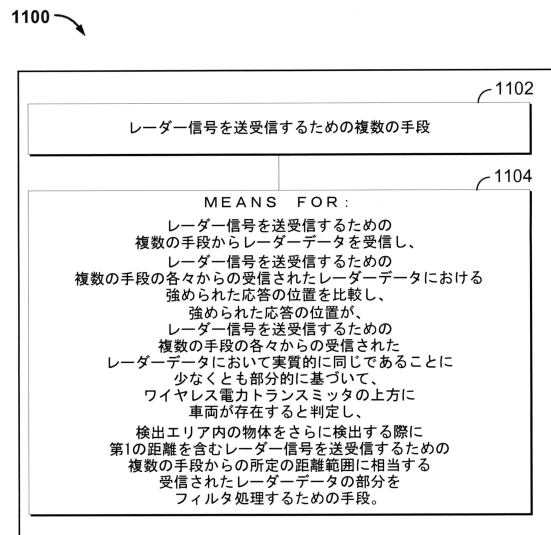 1100
1102
レーダー信号を送受信するための複数の手段
1104
MEANS FOR:
レーダー信号を送受信するための
複数の手段からレーダーデータを受信し、
レーダー信号を送受信するための
複数の手段の各々からの受信されたレーダーデータにおける
強められた応答の位置を比較し、
強められた応答の位置が、
レーダー信号を送受信するための
複数の手段の各々からの受信された
レーダーデータにおいて実質的に同じであることに
少なくとも部分的に基づいて、
ワイヤレス電力トランスミッタの上方に
車両が存在すると判定し、
検出エリア内の物体をさらに検出する際に
第1の距離を含むレーダー信号を送受信するための
複数の手段からの所定の距離範囲に相当する
受信されたレーダーデータの部分を
フィルタ処理するための手段。